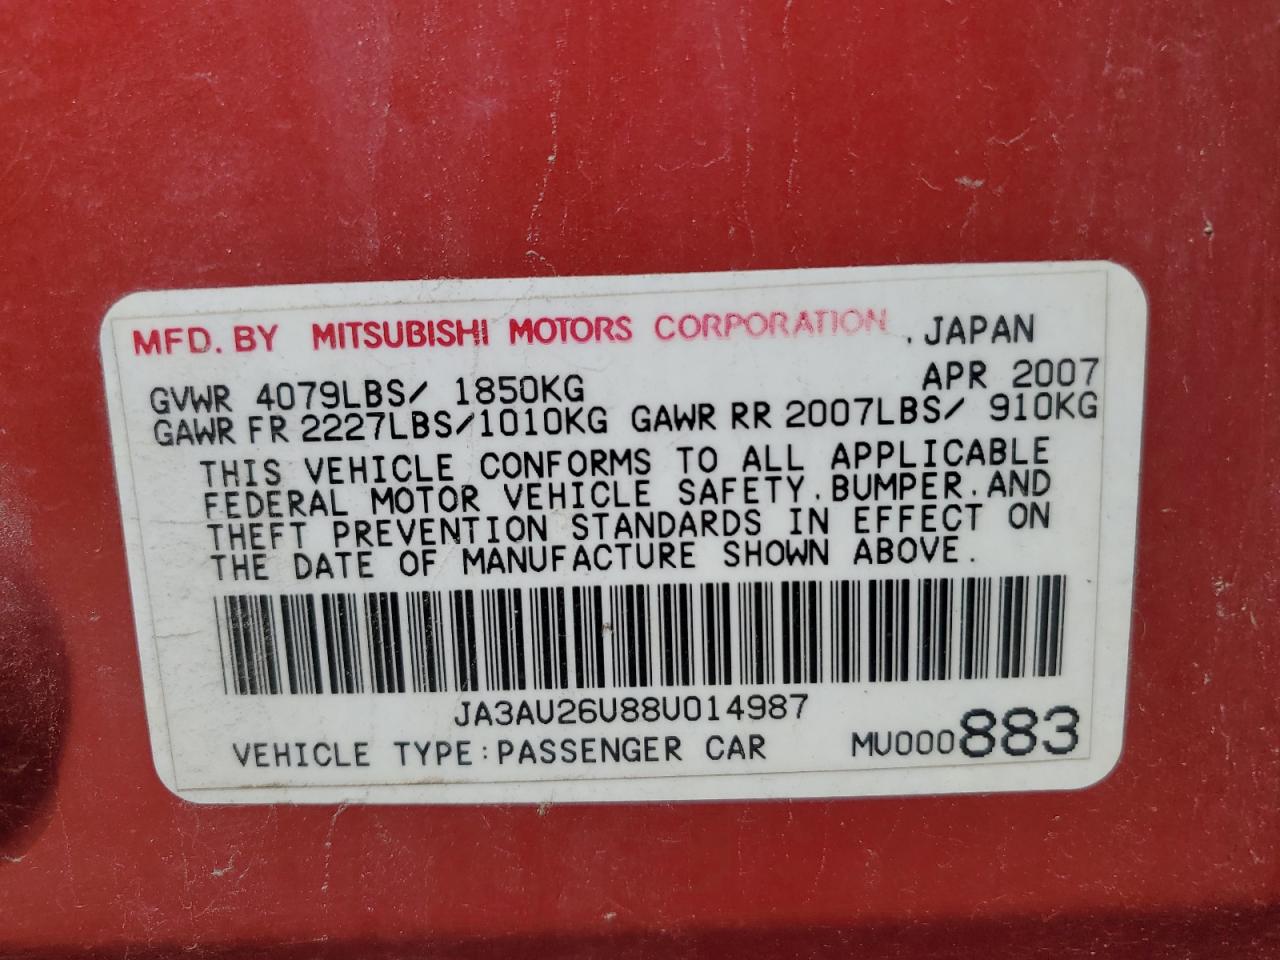 MFD. BY MITSUBISHI MOTORS CORPORATION , JAPAN
GVWR 4079LBS/ 1850KG APR 2007
GAWR FR 2227LBS/1010KG GAWR RR 2007LBS/ 910KG
THIS VEHICLE CONFORMS TO ALL APPLICABLE
FEDERAL MOTOR VEHICLE SAFETY, BUMPER, AND
THEFT PREVENTION STANDARDS IN EFFECT ON
THE DATE OF MANUFACTURE SHOWN ABOVE.
JA3AU26U88U014987
VEHICLE TYPE:PASSENGER CAR MU000883